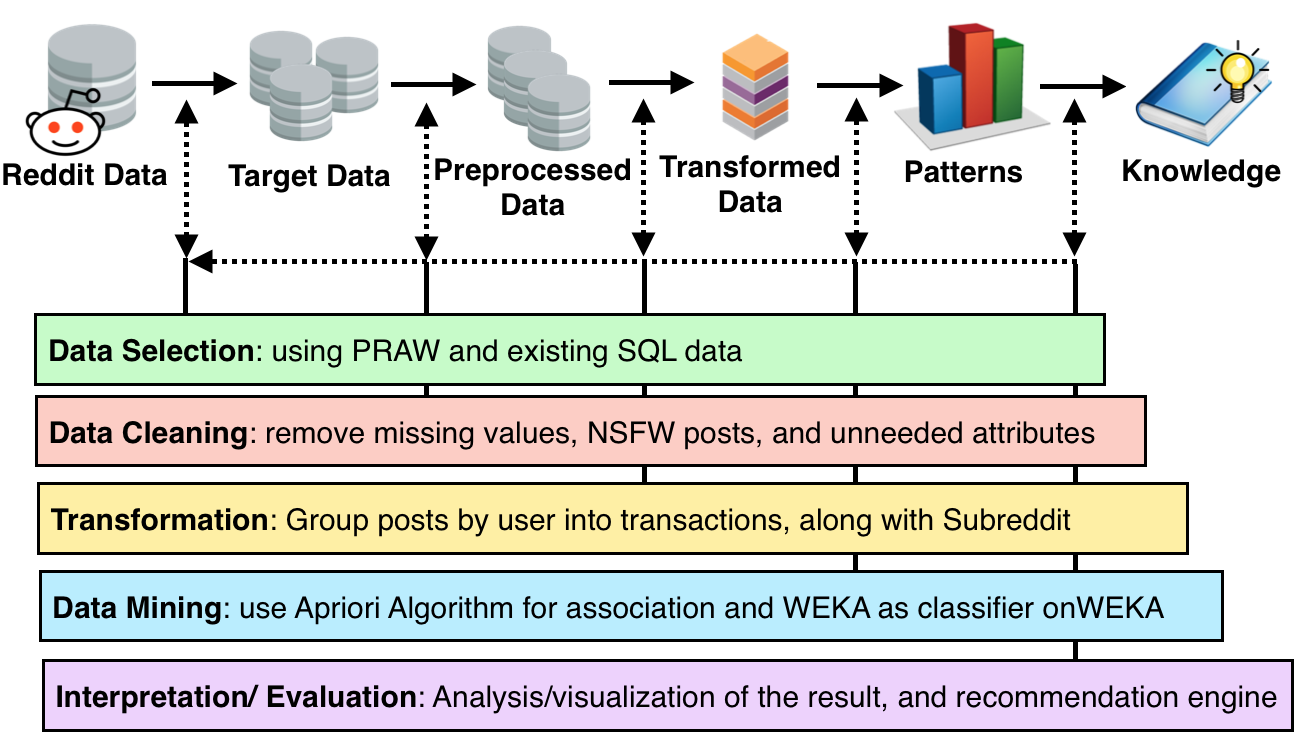 Reddit Data
Target Data
Preprocessed
Data
Transformed
Data
Patterns
Knowledge
Data Selection: using PRAW and existing SQL data
Data Cleaning: remove missing values, NSFW posts, and unneeded attributes
Transformation: Group posts by user into transactions, along with Subreddit
Data Mining: use Apriori Algorithm for association and WEKA as classifier onWEKA
Interpretation/ Evaluation: Analysis/visualization of the result, and recommendation engine